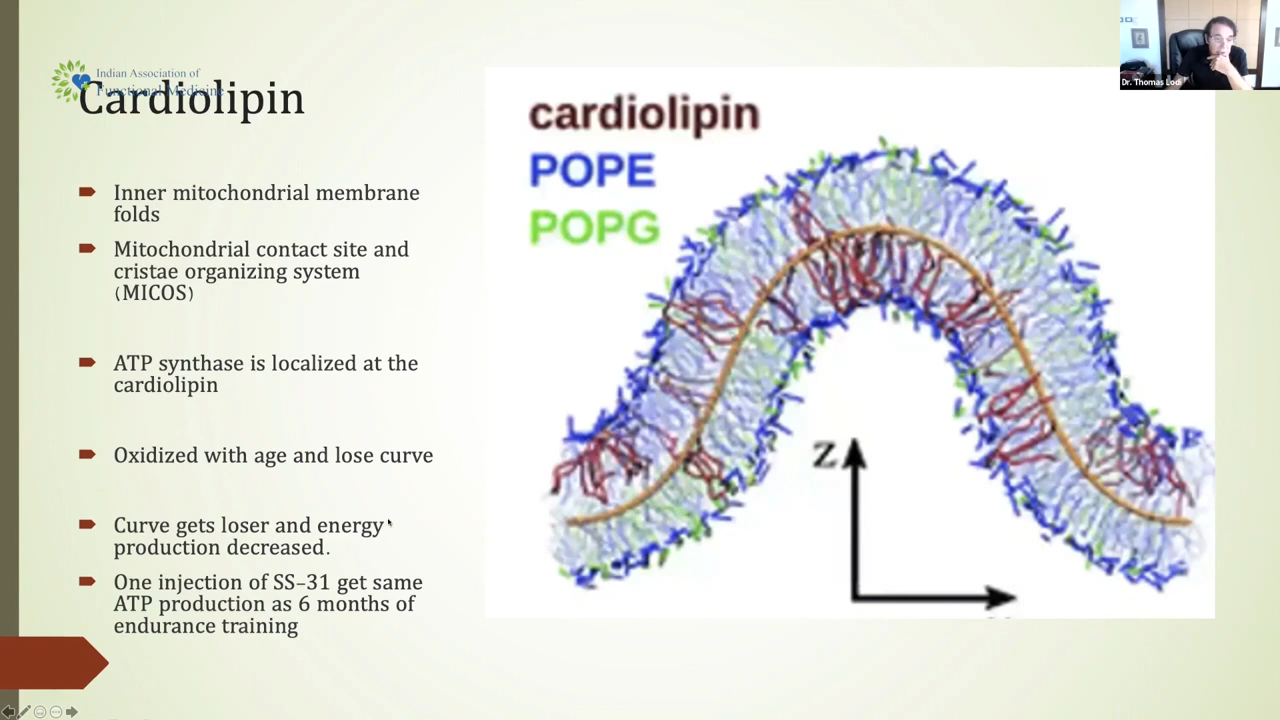 Indian Association of
Functional Medicine
Cardiolipin
Inner mitochondrial membrane
folds
Mitochondrial contact site and
cristae organizing system
(MICOS)
ATP synthase is localized at the
cardiolipin
Oxidized with age and lose curve
Curve gets loser and energy
production decreased.
One injection of SS-31 get same
ATP production as 6 months of
endurance training
cardiolipin
POPE
POPG
Z
Dr. Thomas Lodi